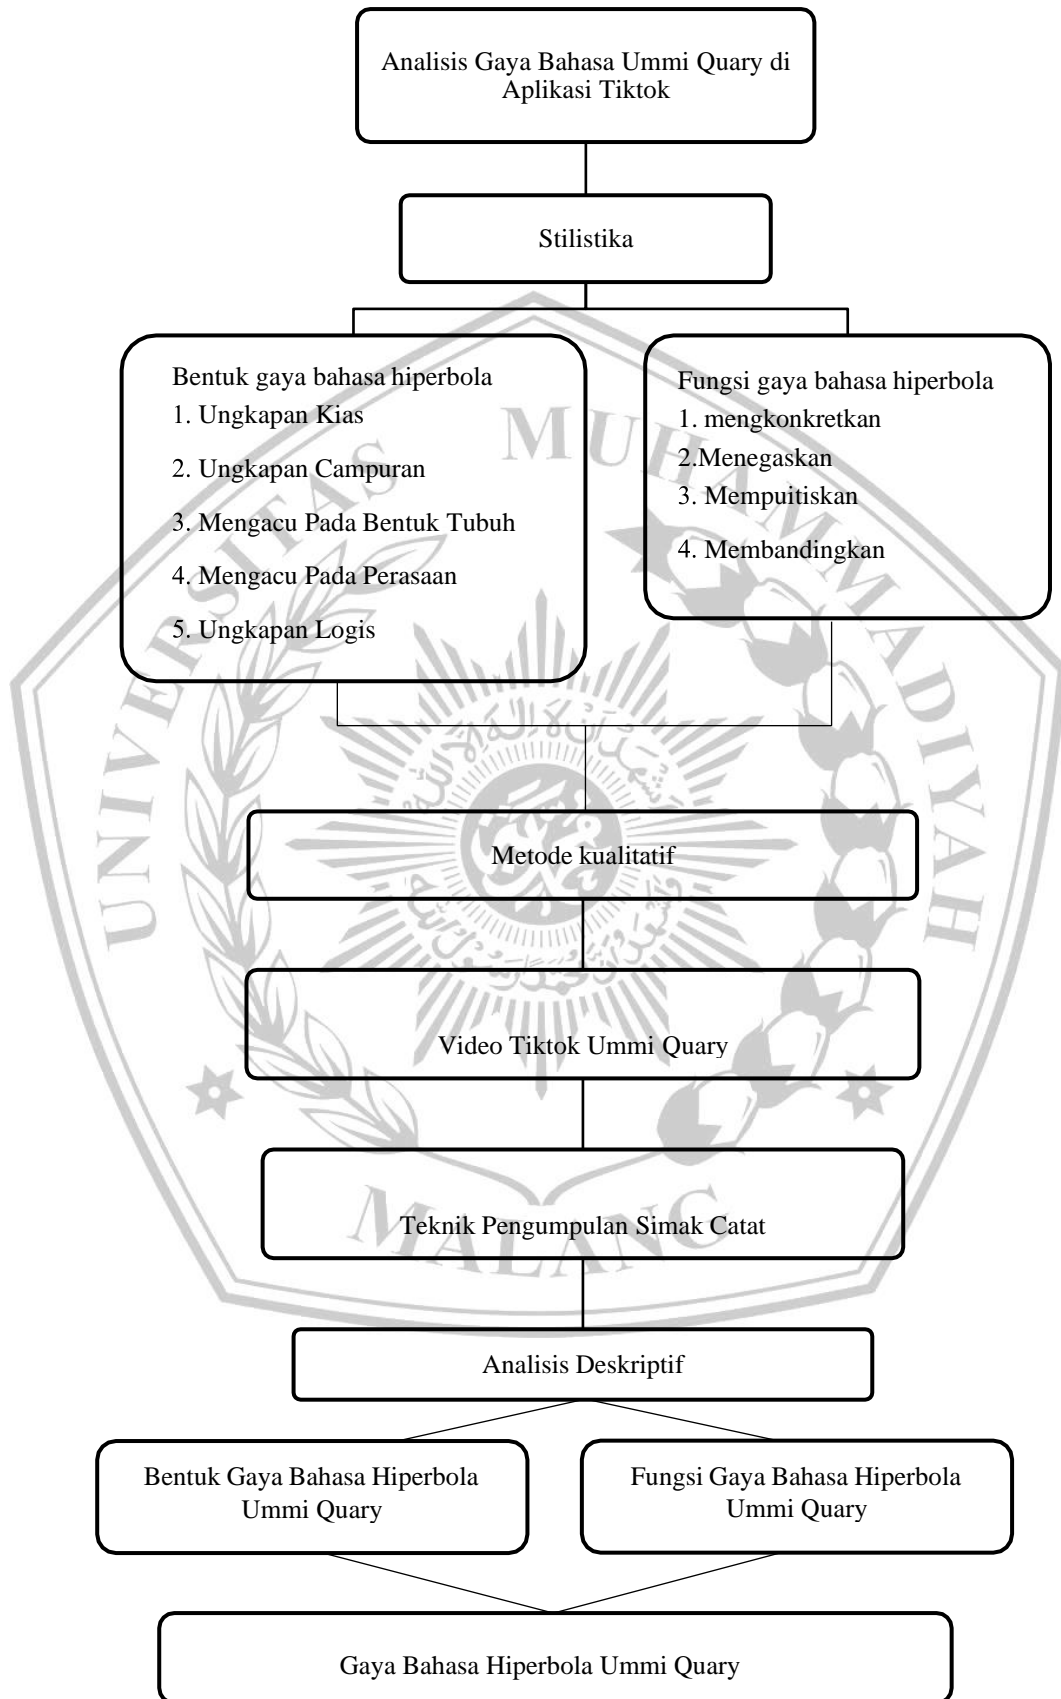 Analisis Gaya Bahasa Ummi Quary di
Aplikasi Tiktok
Stilistika
Bentuk gaya bahasa hiperbola
1. Ungkapan Kias
2. Ungkapan Campuran
3. Mengacu Pada Bentuk Tubuh
4. Mengacu Pada Perasaan
5. Ungkapan Logis
Fungsi gaya bahasa hiperbola
1. mengkonkretkan
2.Menegaskan
3. Mempuitiskan
4. Membandingkan
Metode kualitatif
Video Tiktok Ummi Quary
Teknik Pengumpulan Simak Catat
Analisis Deskriptif
Bentuk Gaya Bahasa Hiperbola
Ummi Quary
Fungsi Gaya Bahasa Hiperbola
Ummi Quary
Gaya Bahasa Hiperbola Ummi Quary
UNIVERSITAS MUHAMMADIYAH
MALANG